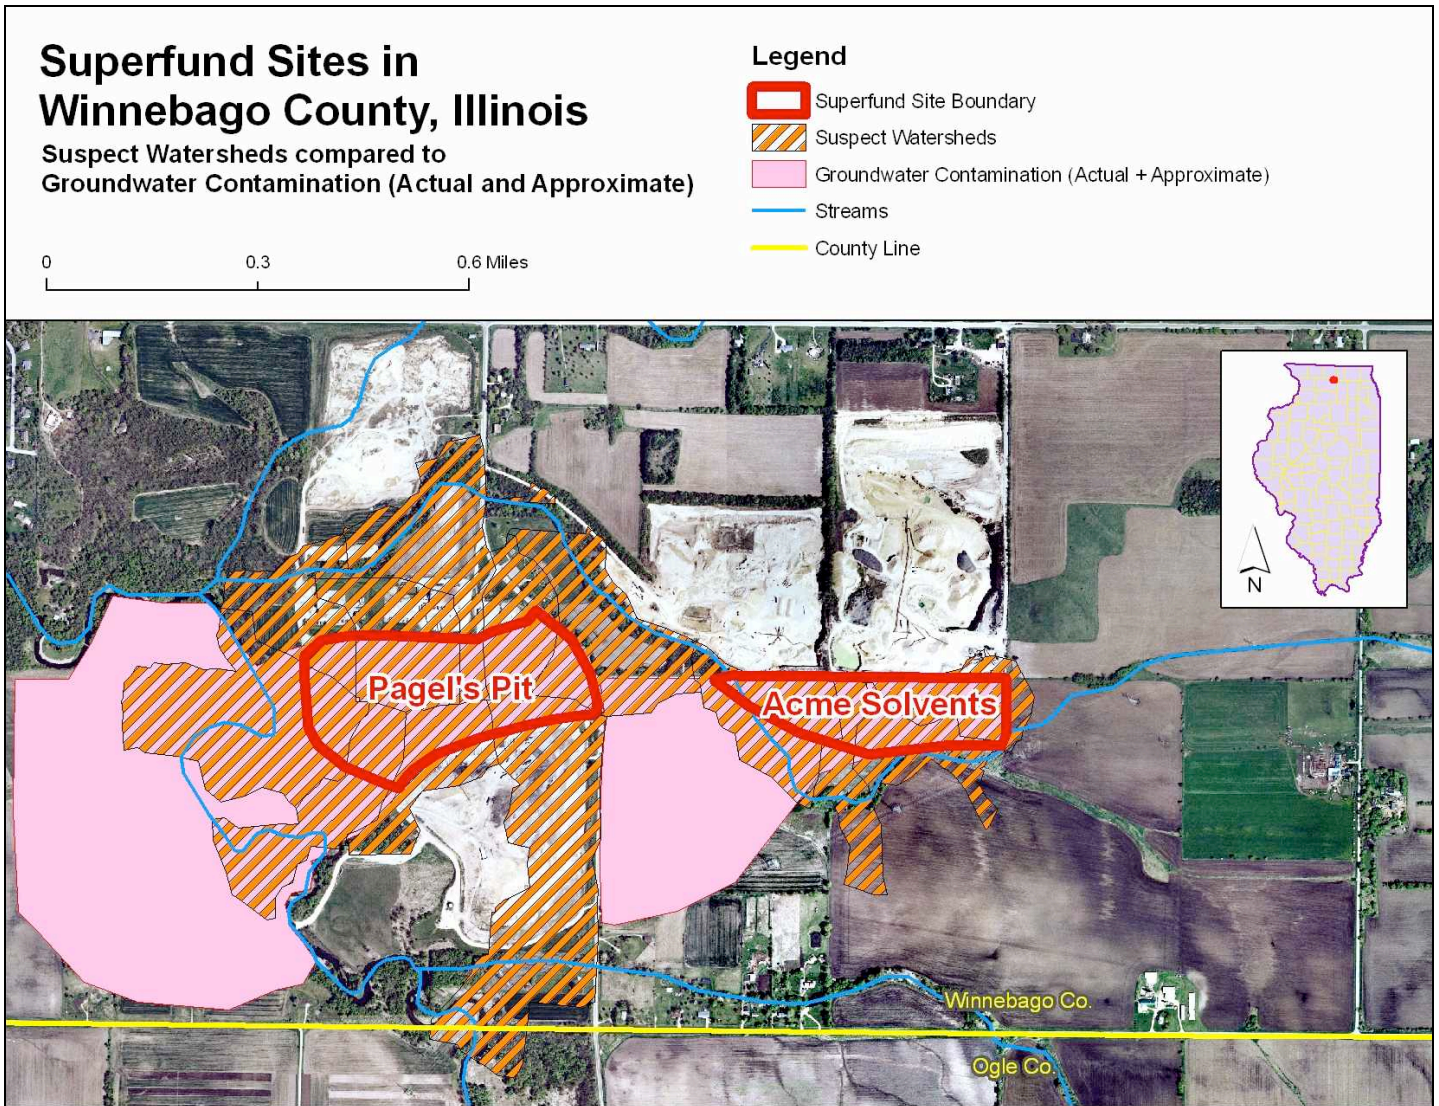 Superfund Sites in
Winnebago County, Illinois
Suspect Watersheds compared to
Groundwater Contamination (Actual and Approximate)
0 0.3 0.6 Miles
Legend
Superfund Site Boundary
Suspect Watersheds
Groundwater Contamination (Actual + Approximate)
Streams
County Line
N
Pagel's Pit
Acme Solvents
Winnebago Co.
Ogle Co.